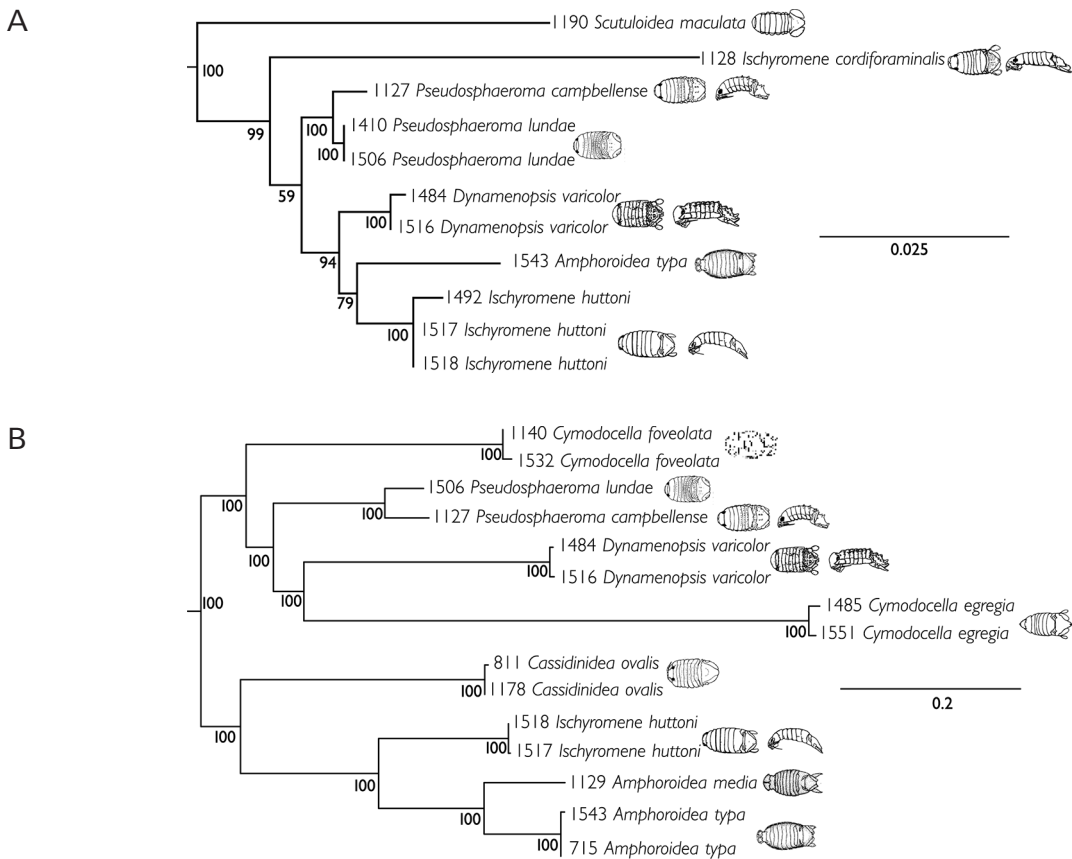 A
1190 Scutuloidea maculata
100
1128 Ischyromene cordiforaminalis
99
1127 Pseudosphaeroma campbellense
100
1410 Pseudosphaeroma lundae
100
1506 Pseudosphaeroma lundae
59
1484 Dynamenopsis varicolor
100
1516 Dynamenopsis varicolor
0.025
94
1543 Amphoroidea typa
79
1492 Ischyromene huttoni
100
1517 Ischyromene huttoni
1518 Ischyromene huttoni
B
1140 Cymodocella foveolata
100
1532 Cymodocella foveolata
100
1506 Pseudosphaeroma lundae
100
1127 Pseudosphaeroma campbellense
100
1484 Dynamenopsis varicolor
100
1516 Dynamenopsis varicolor
100
100
1485 Cymodocella egregia
100
1551 Cymodocella egregia
811 Cassidinidea ovalis
100
1178 Cassidinidea ovalis
0.2
100
1518 Ischyromene huttoni
100
1517 Ischyromene huttoni
100
1129 Amphoroidea media
100
1543 Amphoroidea typa
100
715 Amphoroidea typa